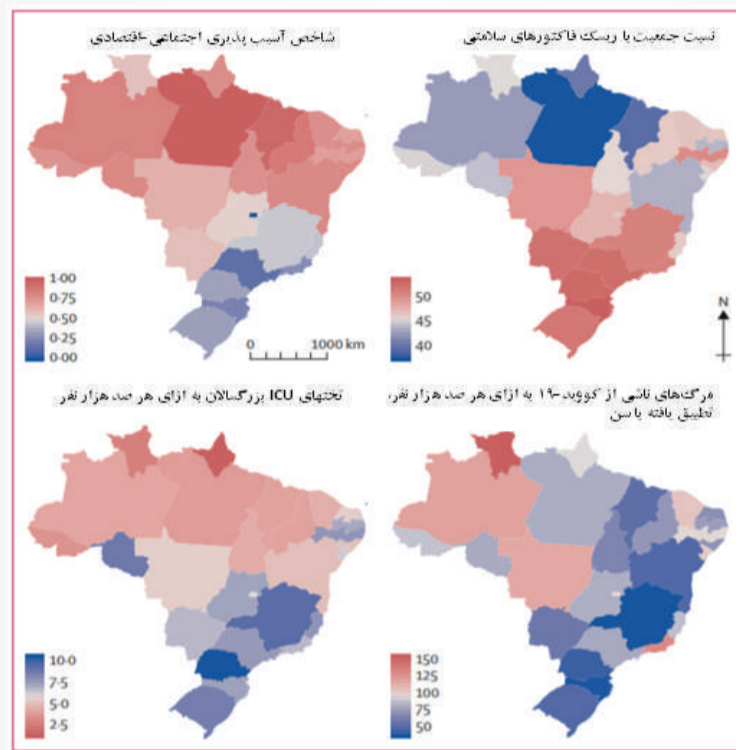 شاخص آسیب پذیری اجتماعی-اقتصادی
نسبت جمعیت با ریسک فاکتورهای سلامتی
1·00
0·75
0·50
0·25
0·00
0
1000 km
50
45
40
N
تختهای ICU بزرگسالان به ازای هر صد هزار نفر
مرگ‌های ناشی از کووید-۱۹ به ازای هر صد هزار نفر،
تطبیق یافته با سن
10·0
7·5
5·0
2·5
150
100
75
50